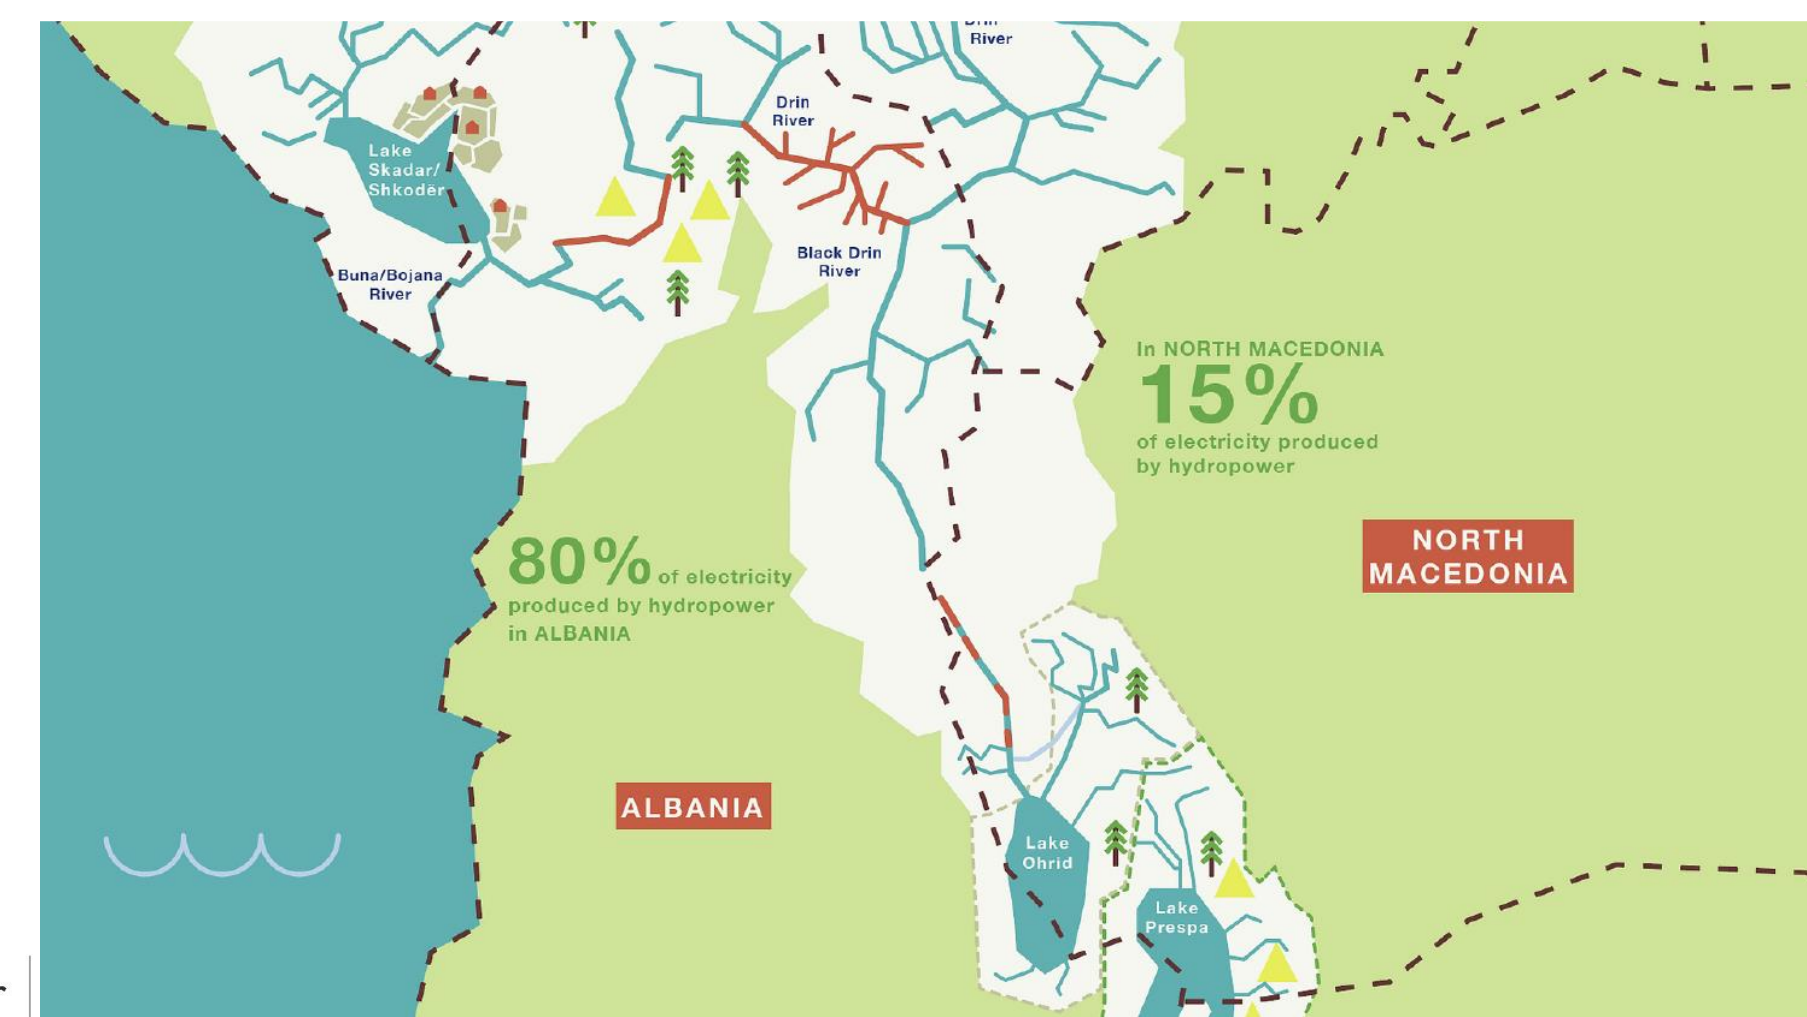 River
Drin
River
Lake
Skadar/
Shkodër
Black Drin
River
Buna/Bojana
River
In NORTH MACEDONIA
15%
of electricity produced
by hydropower
80% of electricity
produced by hydropower
in ALBANIA
NORTH
MACEDONIA
ALBANIA
Lake
Ohrid
Lake
Prespa